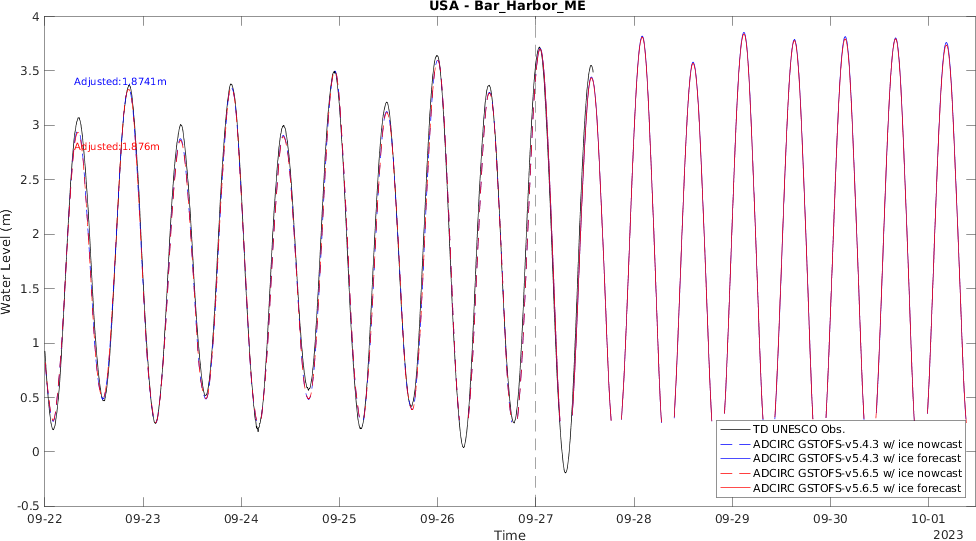 USA - Bar_Harbor_ME
4
3.5
3
2.5
2
1.5
1
0.5
0
-0.5
Water Level (m)
Adjusted:1.8741m
Adjusted:1.876m
TD UNESCO Obs.
ADCIRC GSTOFS-v5.4.3 w/ ice nowcast
ADCIRC GSTOFS-v5.4.3 w/ ice forecast
ADCIRC GSTOFS-v5.6.5 w/ ice nowcast
ADCIRC GSTOFS-v5.6.5 w/ ice forecast
09-22 09-23 09-24 09-25 09-26 09-27 09-28 09-29 09-30 10-01
Time
2023